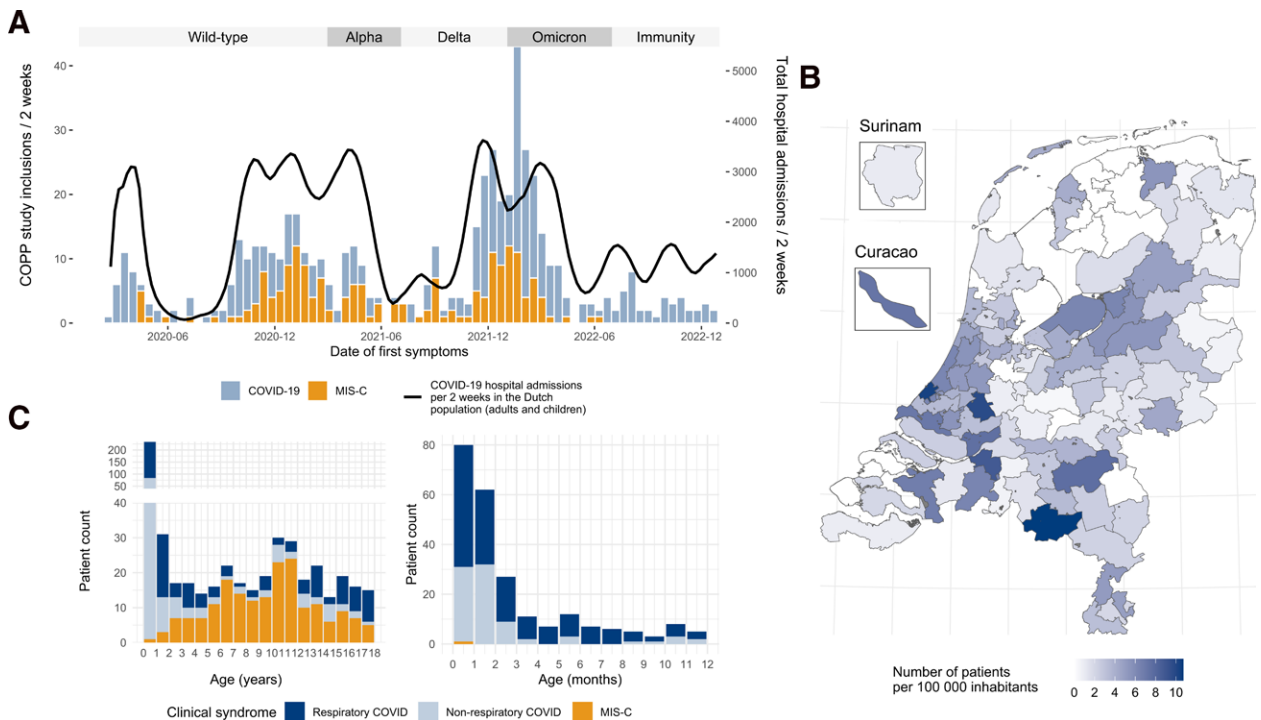 A
Wild-type Alpha Delta Omicron Immunity
COPP study inclusions / 2 weeks
40
30
20
10
0
5000
4000
3000
2000
1000
0
Total hospital admissions / 2 weeks
2020-06 2020-12 2021-06 2021-12 2022-06 2022-12
Date of first symptoms
COVID-19 MIS-C
COVID-19 hospital admissions
per 2 weeks in the Dutch
population (adults and children)
B
Surinam
Curacao
Number of patients
per 100 000 inhabitants
0 2 4 6 8 10
C
Patient count
200
150
100
50
40
30
20
10
0
0 1 2 3 4 5 6 7 8 9 10 11 12 13 14 15 16 17 18
Age (years)
Patient count
80
60
40
20
0
0 1 2 3 4 5 6 7 8 9 10 11 12
Age (months)
Clinical syndrome Respiratory COVID Non-respiratory COVID MIS-C